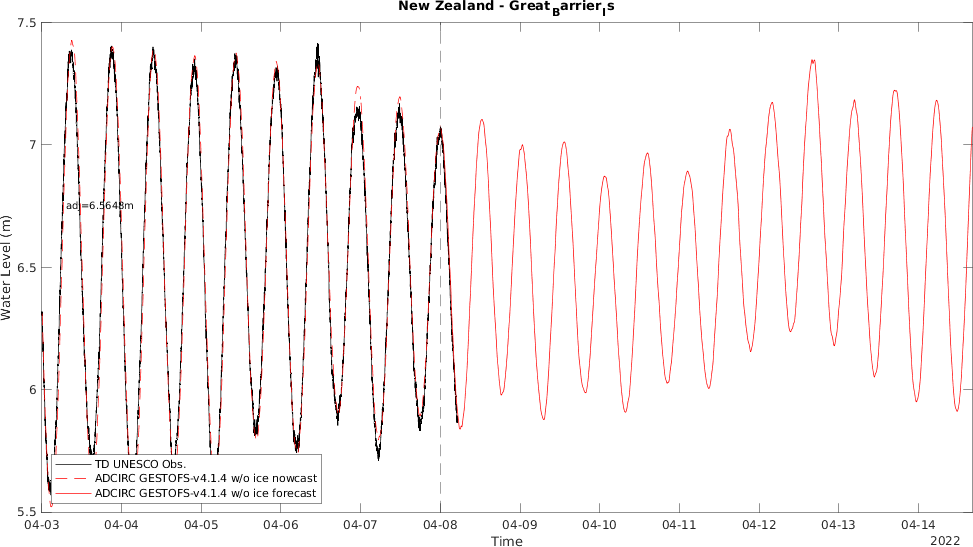 New Zealand - GreatBarrierIs
7.5
7
6.5
6
5.5
Water Level (m)
adj=6.5648m
TD UNESCO Obs.
ADCIRC GESTOFS-v4.1.4 w/o ice nowcast
ADCIRC GESTOFS-v4.1.4 w/o ice forecast
04-03 04-04 04-05 04-06 04-07 04-08 04-09 04-10 04-11 04-12 04-13 04-14
Time
2022